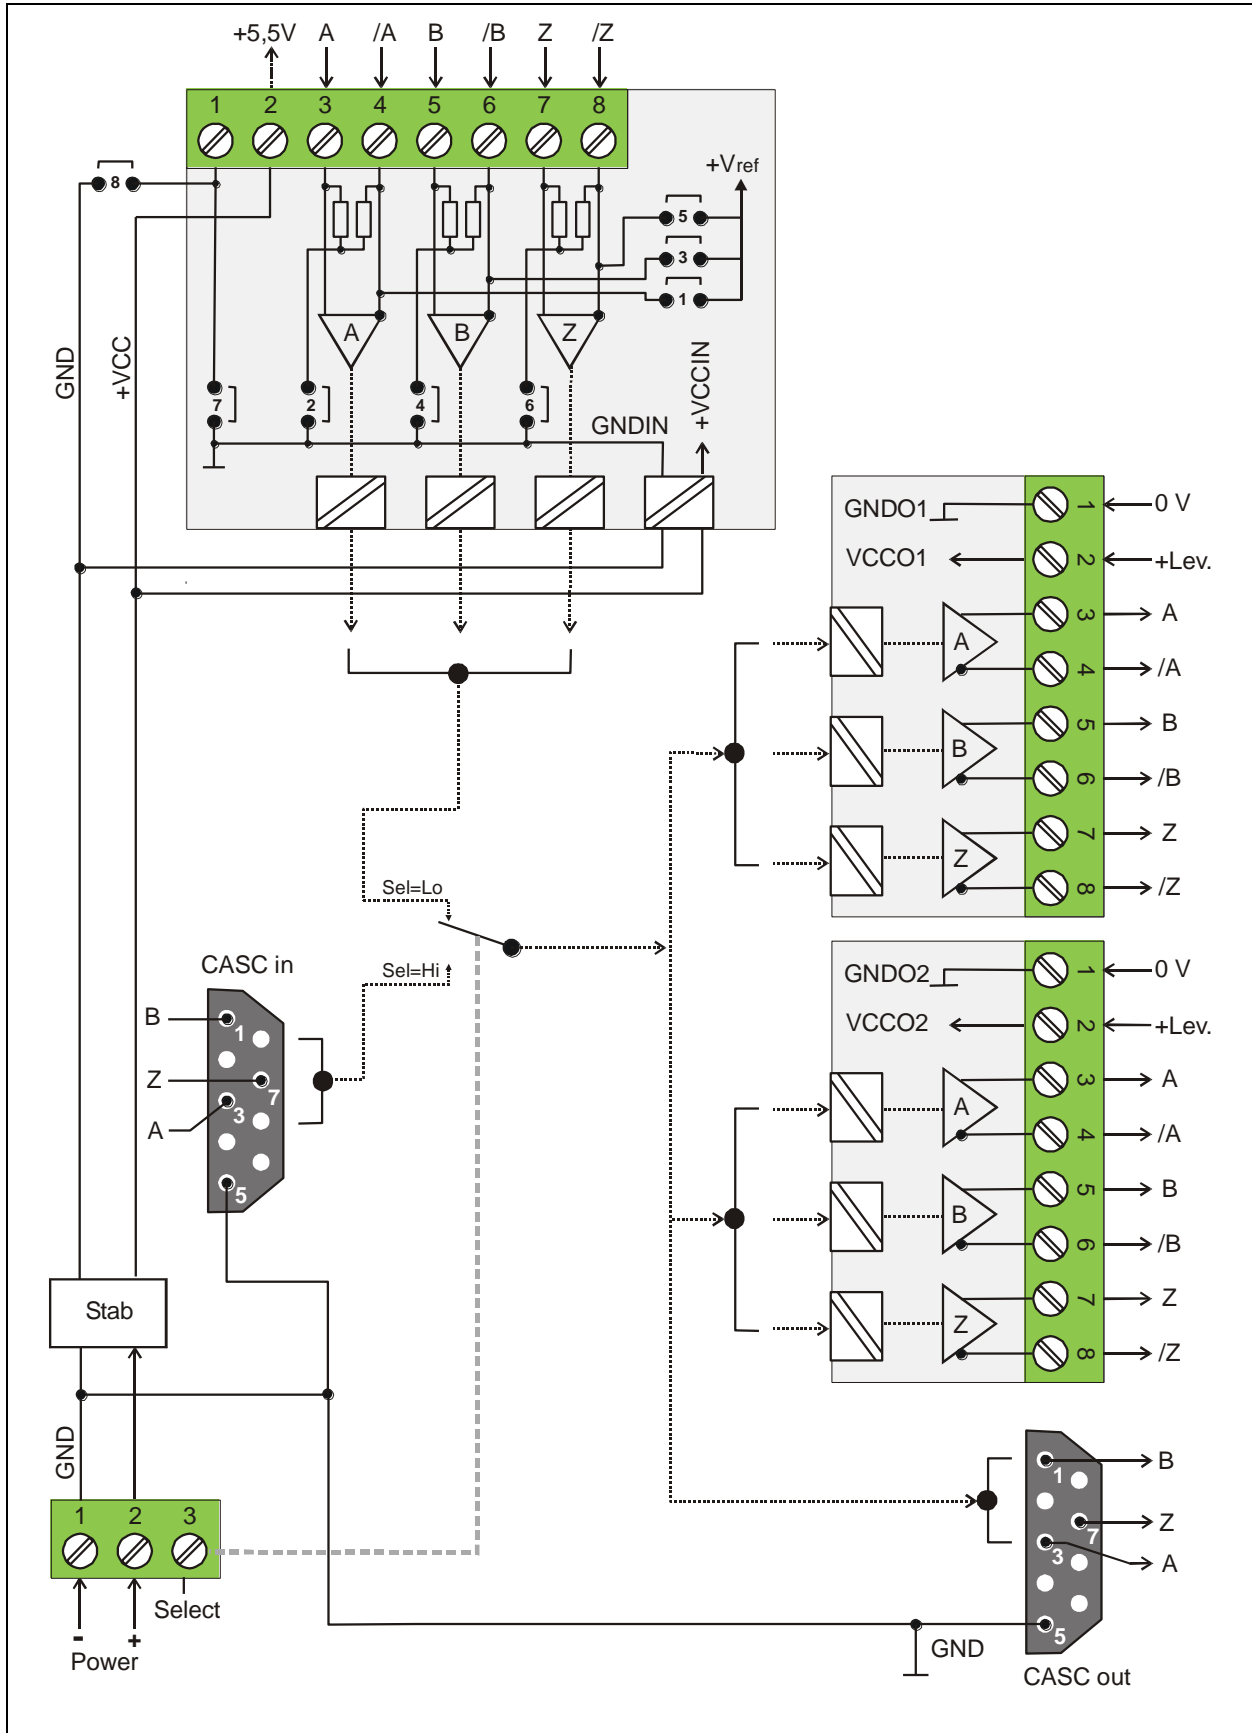 +5,5V A /A B /B Z /Z
1 2 3 4 5 6 7 8
8
+Vref
5
3
1
A B Z
GND
+VCC
7 2 4 6
GNDIN
+VCCIN
GNDO1 1 0 V
VCCO1 2 +Lev.
A 3 A
4 /A
B 5 B
6 /B
Z 7 Z
8 /Z
Sel=Lo
Sel=Hi
CASC in
B 1
Z 7
A 3
5
GNDO2 1 0 V
VCCO2 2 +Lev.
A 3 A
4 /A
B 5 B
6 /B
Z 7 Z
8 /Z
Stab
GND
1 2 3
Select
- +
Power
1 B
7 Z
3 A
5
GND
CASC out